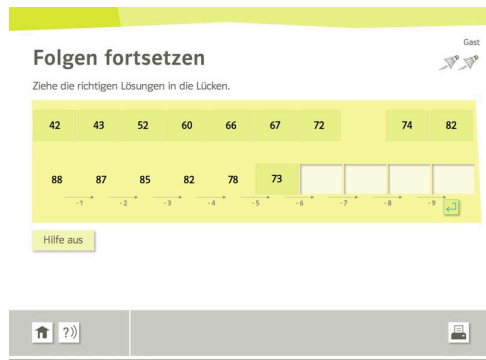 Gast
Folgen fortsetzen
Ziehe die richtigen Lösungen in die Lücken.
42 43 52 60 66 67 72 74 82
88 87 85 82 78 73
-1 -2 -3 -4 -5 -6 -7 -8 -9
Hilfe aus
?